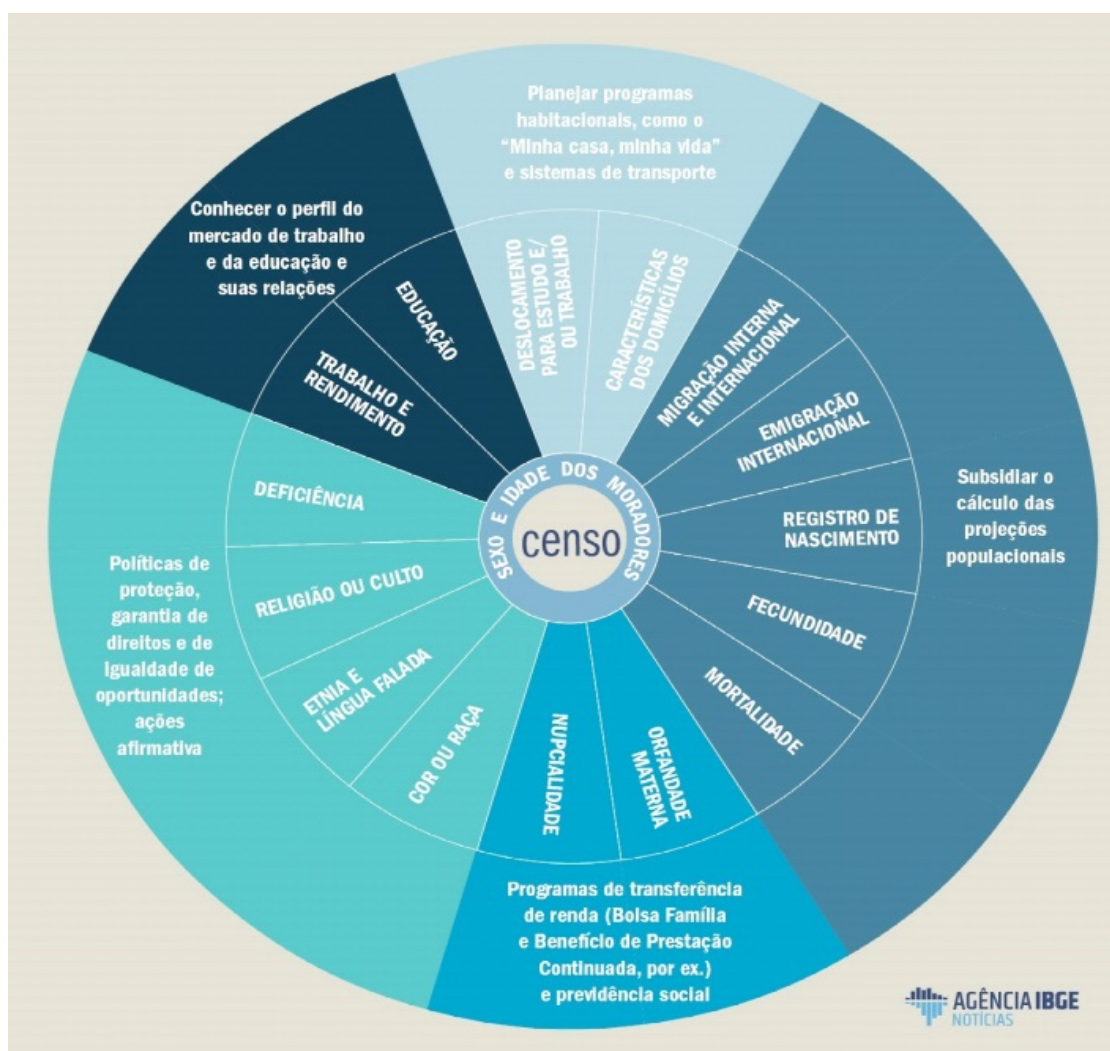 Planejar programas
habitacionais, como o
“Minha casa, minha vida”
e sistemas de transporte
DESLOCAMENTO
PARA ESTUDO E/
OU TRABALHO
CARACTERÍSTICAS
DOS DOMICÍLIOS
MIGRAÇÃO INTERNA
E INTERNACIONAL
EMIGRAÇÃO
INTERNACIONAL
REGISTRO DE
NASCIMENTO
FECUNDIDADE
MORTALIDADE
Subsidiar o
cálculo das
projeções
populacionais
ORFANDADE
MATERNA
NUPCIALIDADE
Programas de transferência
de renda (Bolsa Família
e Benefício de Prestação
Continuada, por ex.)
e previdência social
COR OU RAÇA
ETNIA E
LÍNGUA FALADA
RELIGIÃO OU CULTO
DEFICIÊNCIA
Políticas de
proteção,
garantia de
direitos e de
Igualdade de
oportunidades;
ações
afirmativa
TRABALHO E
RENDIMENTO
EDUCAÇÃO
Conhecer o perfil do
mercado de trabalho
e da educação e
suas relações
SEXO E IDADE DOS MORADORES
censo
AGÊNCIA IBGE
NOTÍCIAS